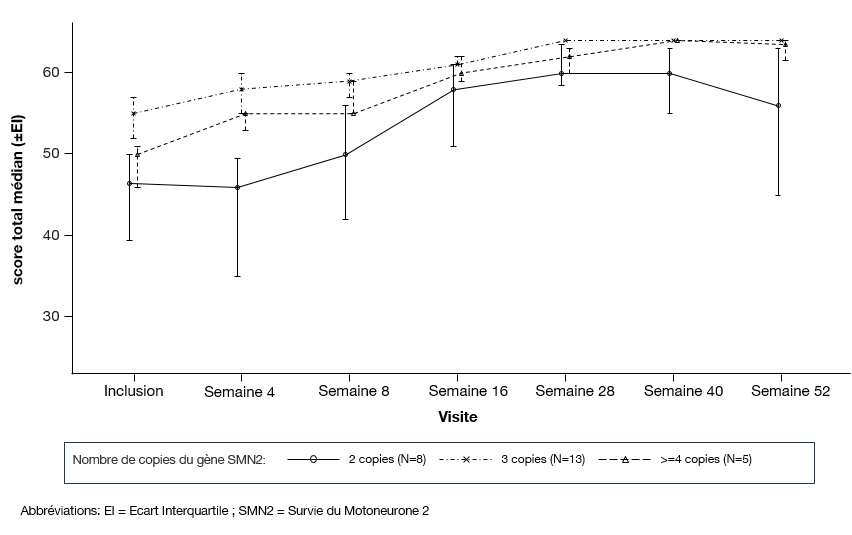 score total médian (±EI)
60
50
40
30
Inclusion Semaine 4 Semaine 8 Semaine 16 Semaine 28 Semaine 40 Semaine 52
Visite
Nombre de copies du gène SMN2: 2 copies (N=8) 3 copies (N=13) >=4 copies (N=5)
Abbréviations: EI = Ecart Interquartile ; SMN2 = Survie du Motoneurone 2